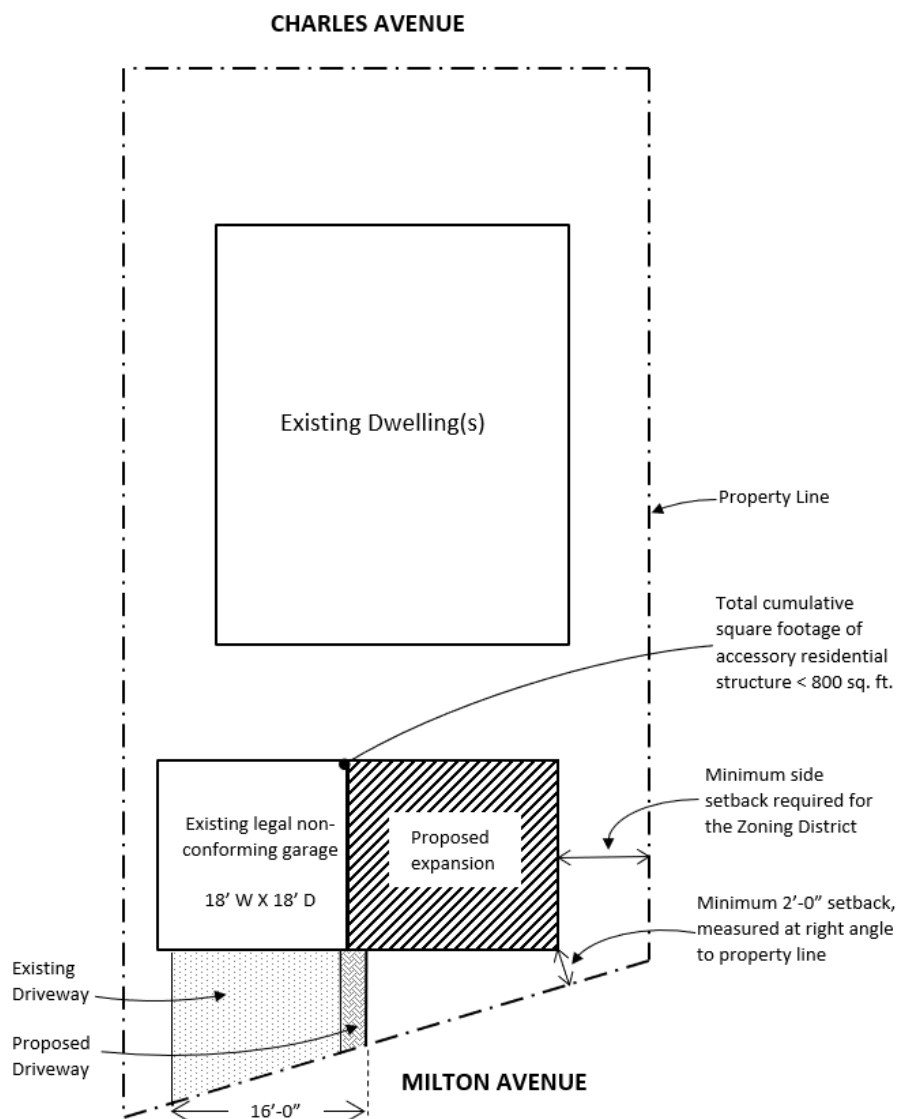 CHARLES AVENUE
Existing Dwelling(s)
Property Line
Total cumulative
square footage of
accessory residential
structure < 800 sq. ft.
Minimum side
setback required for
the Zoning District
Existing legal non-
conforming garage
18’ W X 18’ D
Proposed
expansion
Minimum 2’-0” setback,
measured at right angle
to property line
Existing
Driveway
Proposed
Driveway
MILTON AVENUE
16’-0”